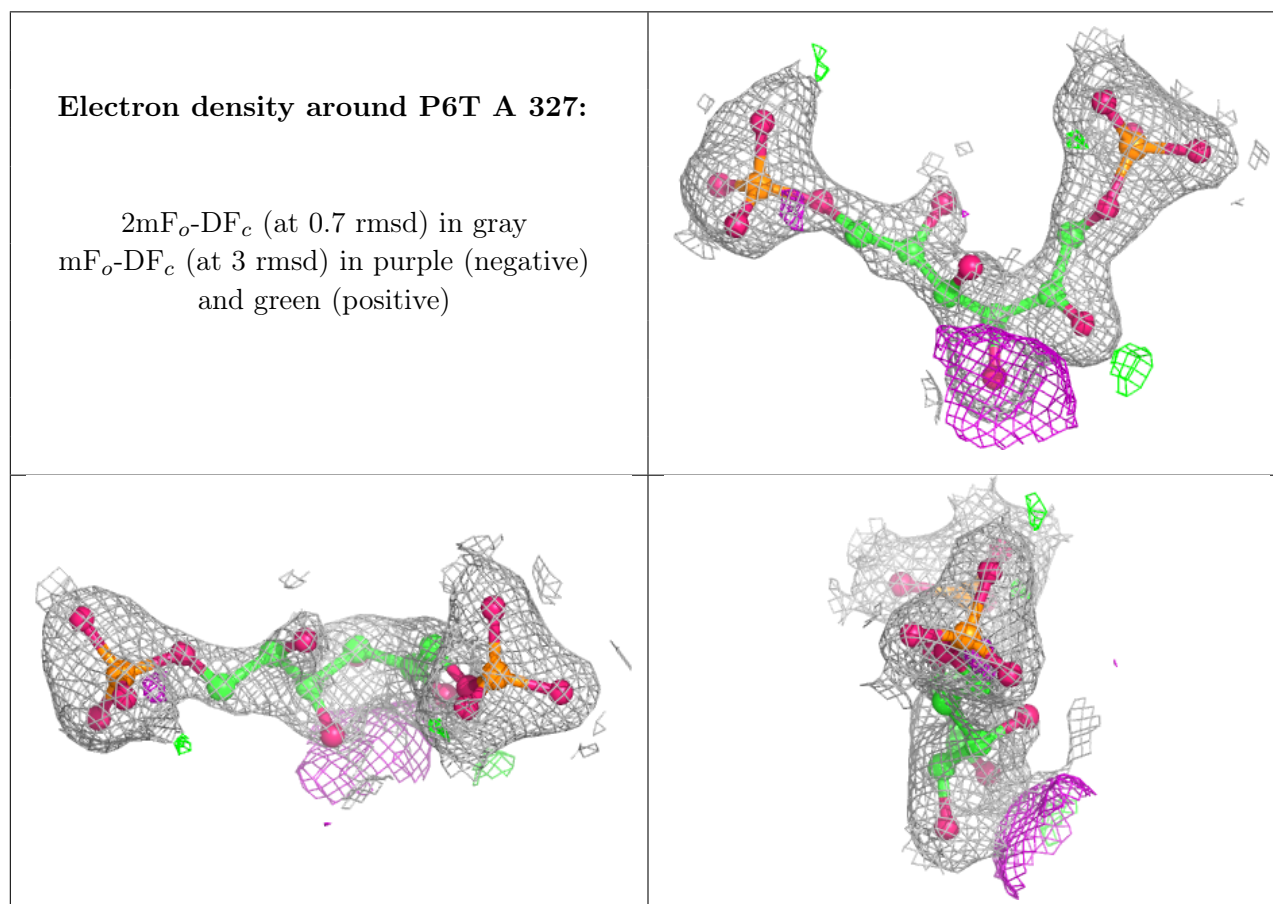 Electron density around P6T A 327:
2mFo-DFc (at 0.7 rmsd) in gray
mFo-DFc (at 3 rmsd) in purple (negative)
and green (positive)